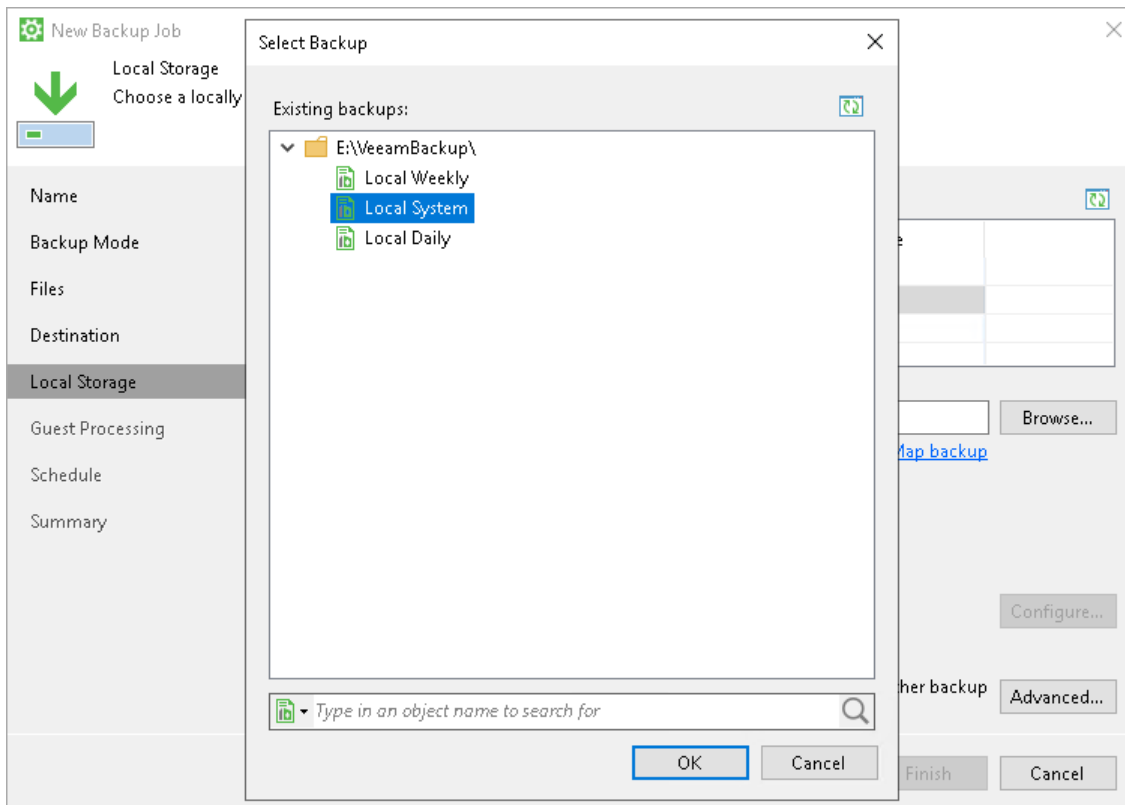 New Backup Job
Local Storage
Choose a locally
Name
Backup Mode
Files
Destination
Local Storage
Guest Processing
Schedule
Summary
Select Backup
Existing backups:
E:\VeeamBackup\
Local Weekly
Local System
Local Daily
Type in an object name to search for
OK
Cancel
Browse...
Map backup
Configure...
backup
Advanced...
Finish
Cancel